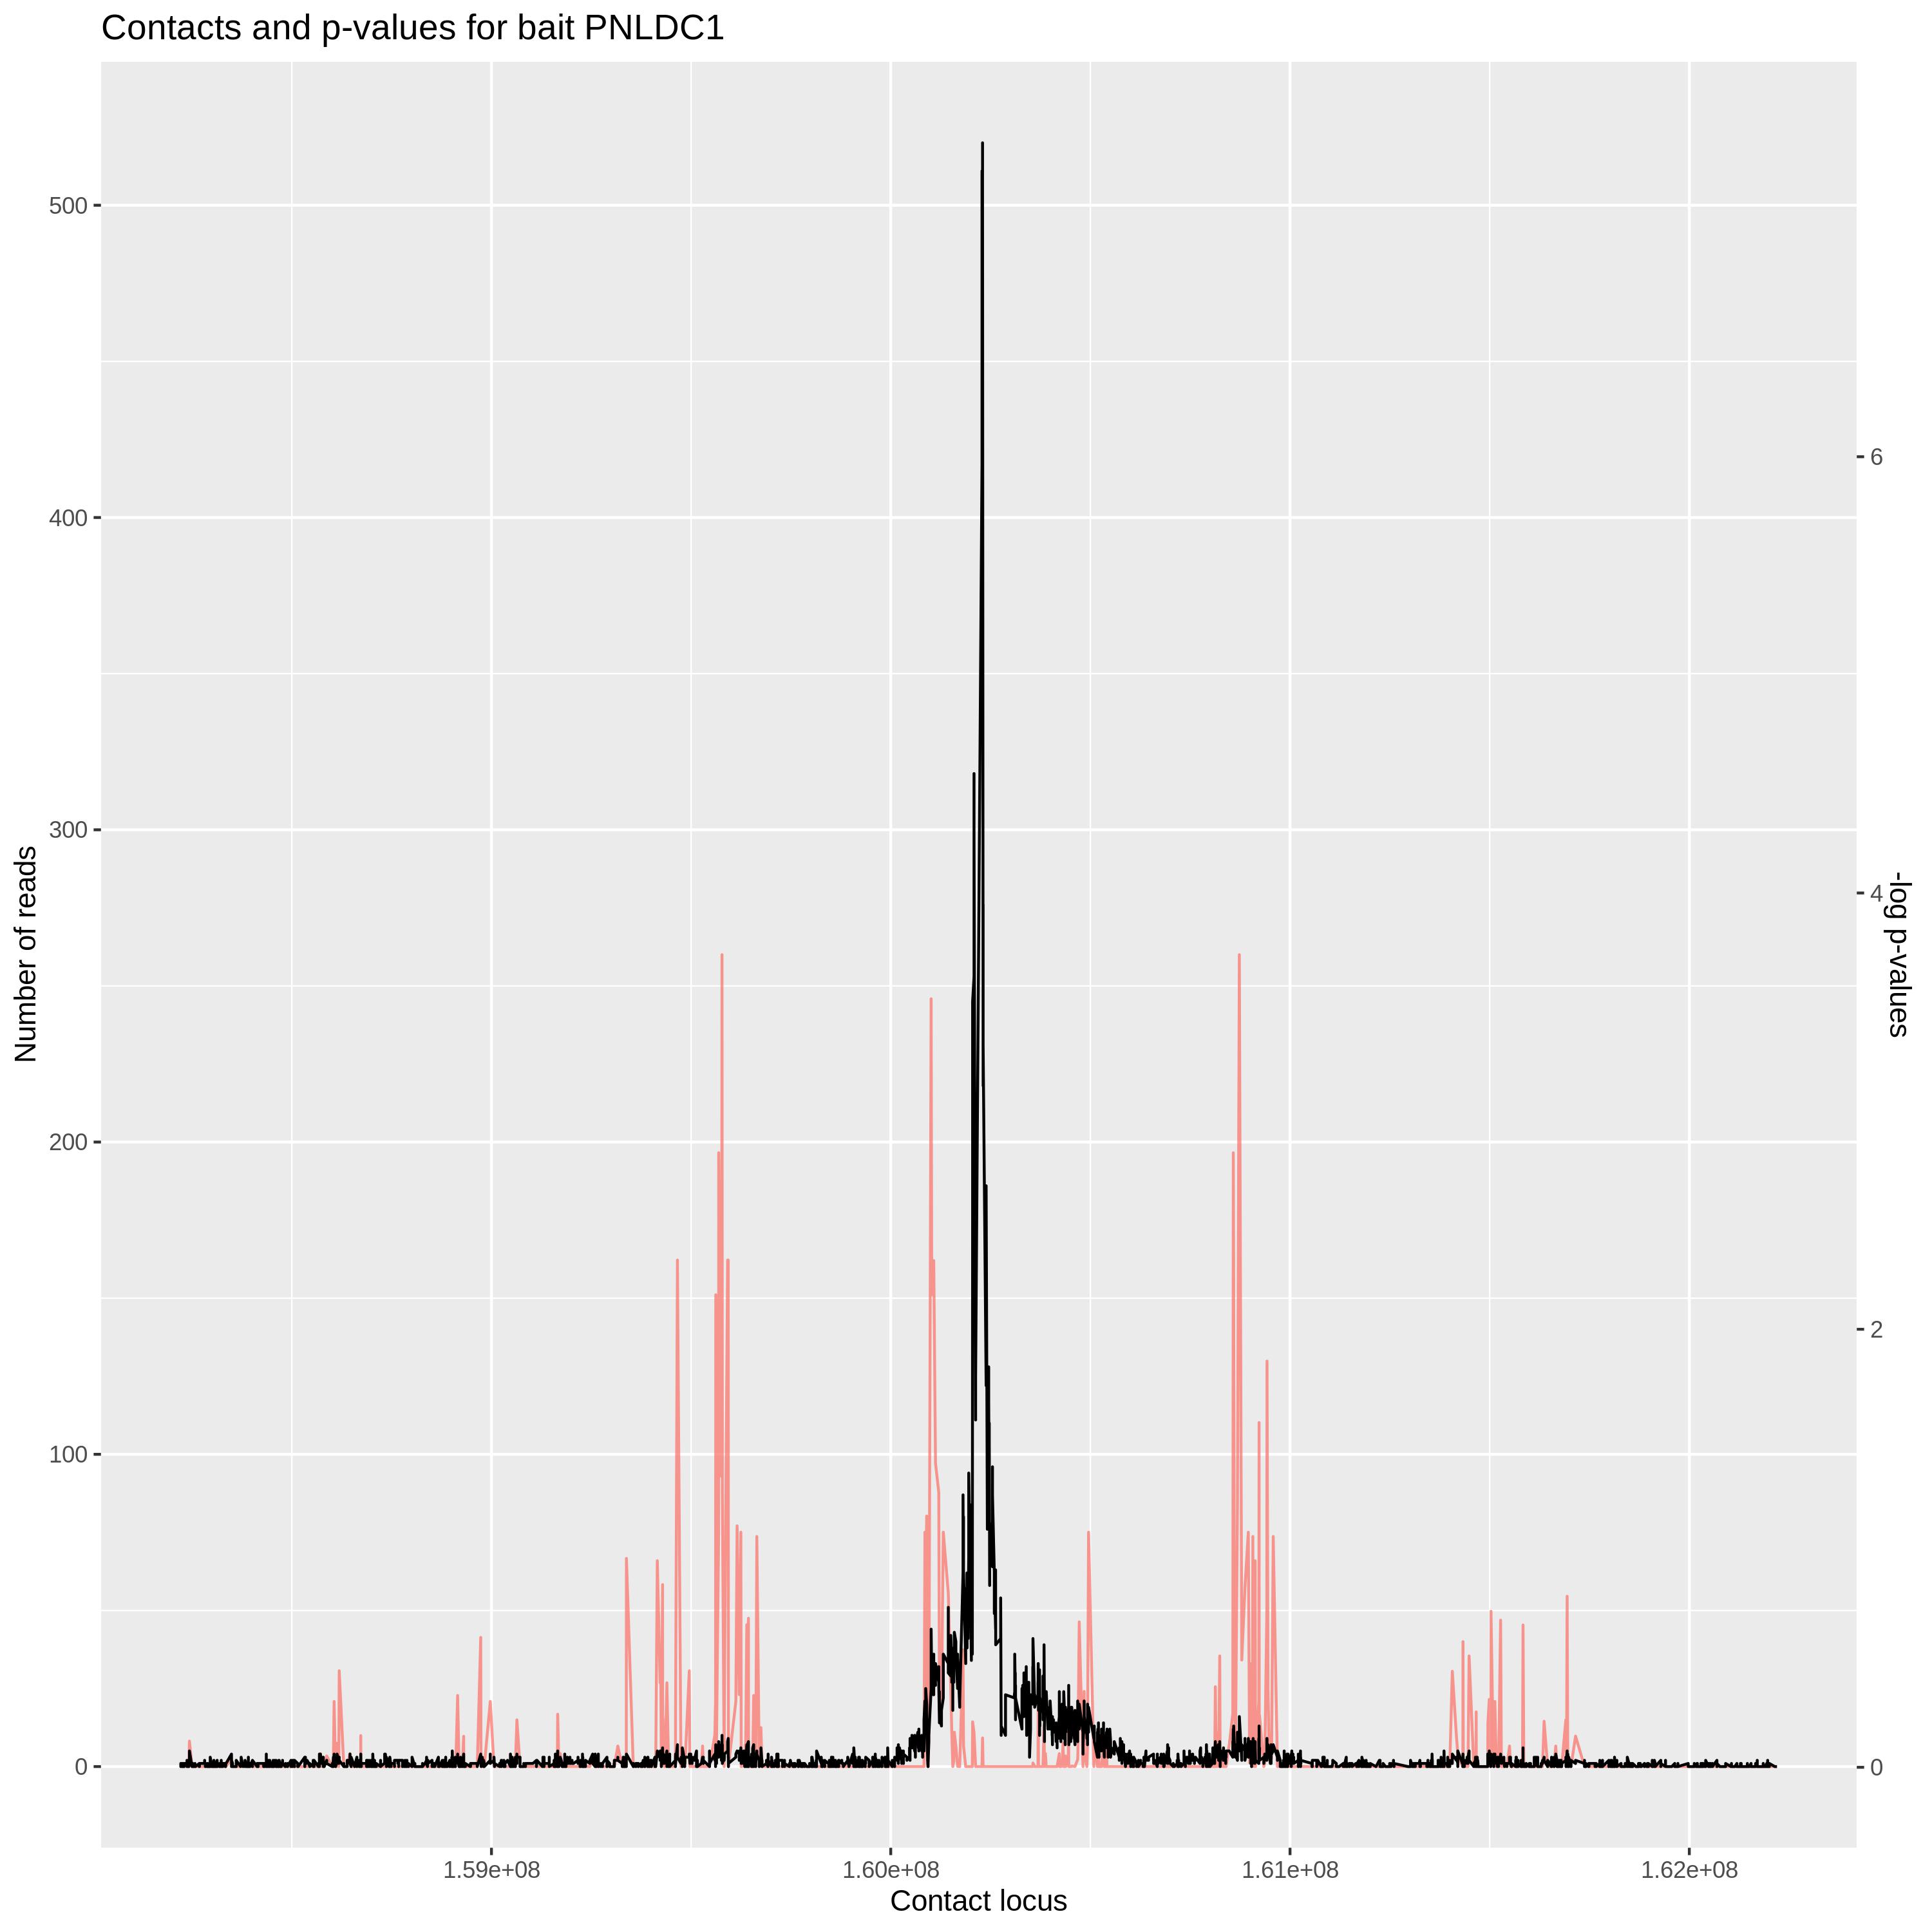 Contacts and p-values for bait PNLDC1
500
400
300
200
100
0
Number of reads
6
4
2
0
-log p-values
1.59e+08
1.60e+08
1.61e+08
1.62e+08
Contact locus